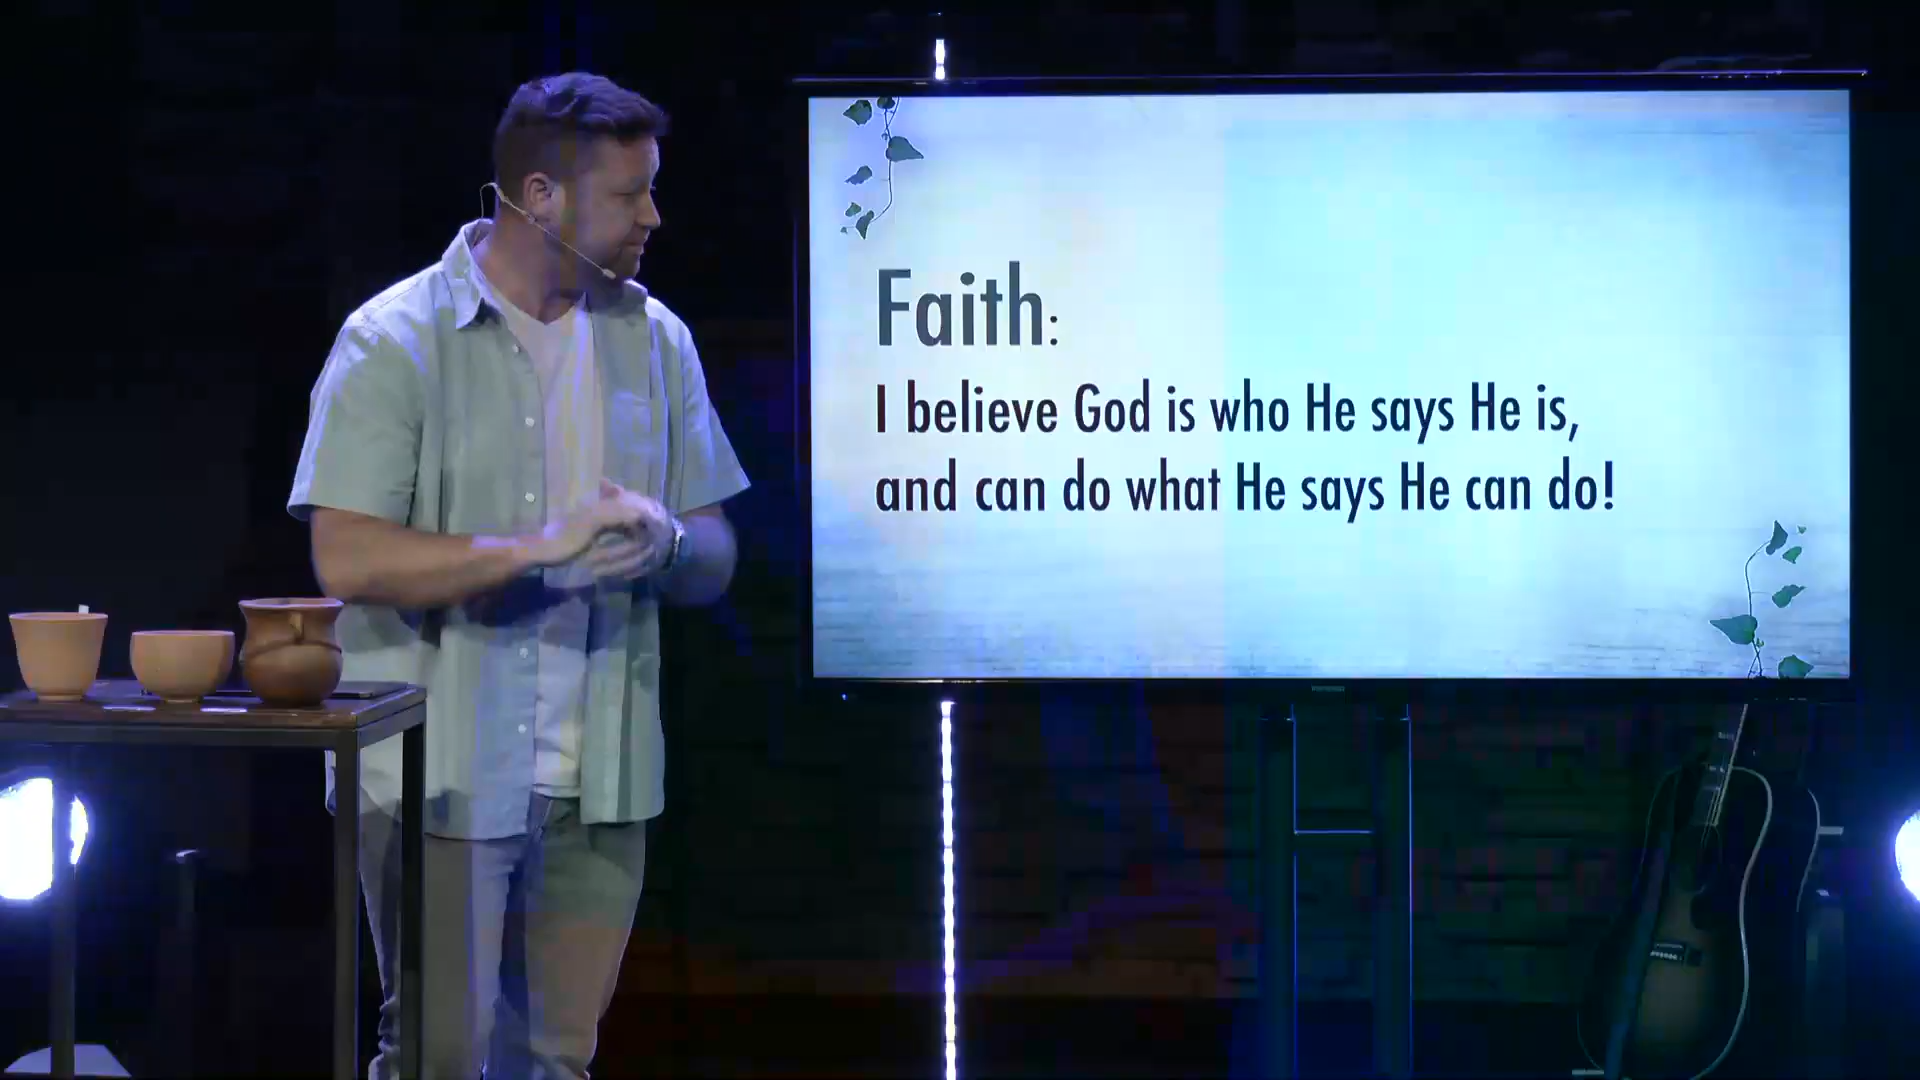 Faith:
I believe God is who He says He is,
and can do what He says He can do!